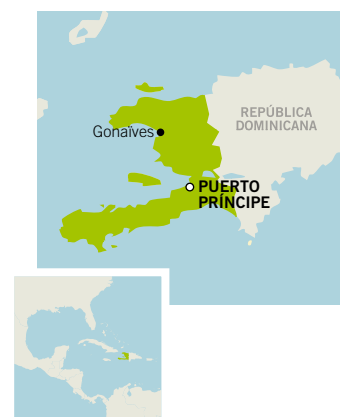 REPÚBLICA
DOMINICANA
Gonaïves
PUERTO
PRÍNCIPE